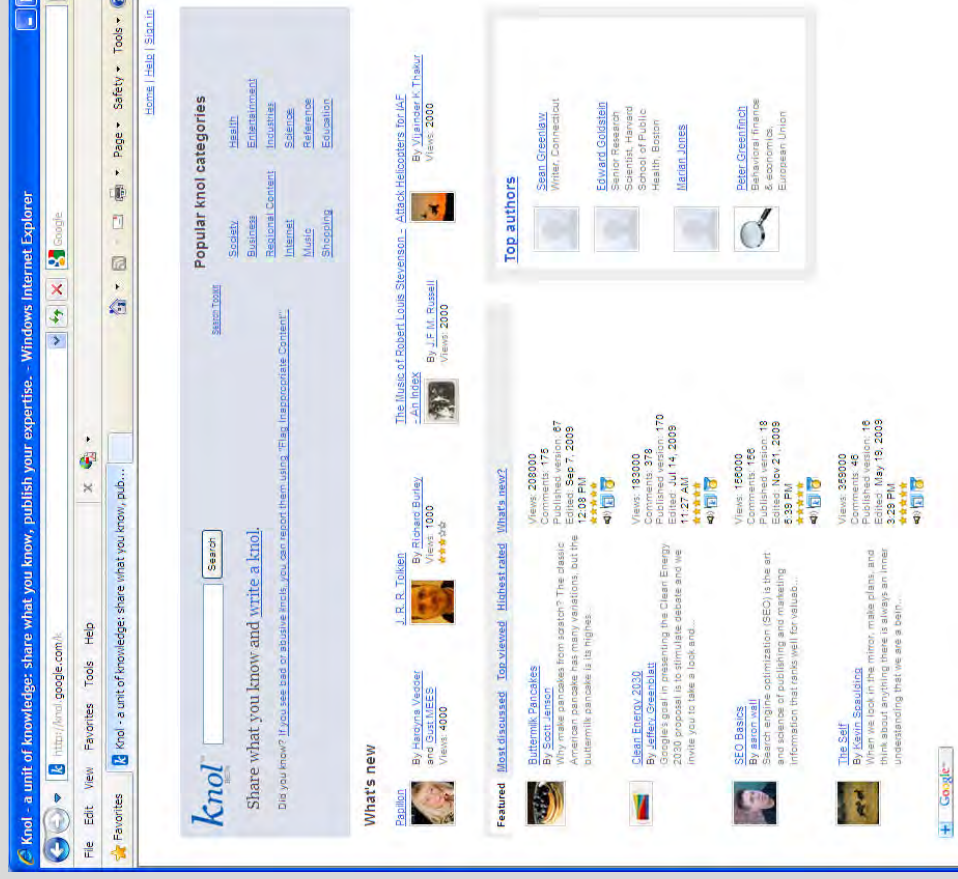 Knol - a unit of knowledge: share what you know, publish your expertise. - Windows Internet Explorer
http://knol.google.com/k
Google
File Edit View Favorites Tools Help
Favorites
Knol - a unit of knowledge: share what you know, pub...
Page Safety Tools
Home | Help | Sign in
knol
BETA
Search
Search Toolkit
Share what you know and write a knol.
Did you know? If you see bad or abusive knols, you can report them using "Flag Inappropriate Content".
Popular knol categories
Society
Business
Regional Content
Internet
Music
Shopping
Health
Entertainment
Industries
Science
Reference
Education
What's new
Papillon
By Hardyna Vedder
and Gust MEES
Views: 4000
J. R. R. Tolkien
By Richard Burley
Views: 1000
The Music of Robert Louis Stevenson -
- An Index
By J.F.M. Russell
Views: 2000
Attack Helicopters for IAF
By Vijainder K Thakur
Views: 2000
Featured Most discussed Top viewed Highest rated What's new?
Buttermilk Pancakes
By Scott Jenson
Why make pancakes from scratch? The classic
American pancake has many variations, but the
buttermilk pancake is its highes...
Views: 208000
Comments: 175
Published version: 67
Edited: Sep 7, 2009
12:08 PM
Clean Energy 2030
By Jeffery Greenblatt
Google's goal in presenting the Clean Energy
2030 proposal is to stimulate debate and we
invite you to take a look and...
Views: 183000
Comments: 378
Published version: 170
Edited: Jul 14, 2009
11:27 AM
SEO Basics
By aaron wall
Search engine optimization (SEO) is the art
and science of publishing and marketing
information that ranks well for valuab...
Views: 156000
Comments: 156
Published version: 18
Edited: Nov 21, 2009
5:39 PM
The Self
By Kevin Spaulding
When we look in the mirror, make plans, and
think about anything there is always an inner
understanding that we are a bein...
Views: 359000
Comments: 46
Published version: 16
Edited: May 19, 2009
3:29 PM
Top authors
Sean Greenlaw
Writer, Connecticut
Edward Goldstein
Senior Research
Scientist, Harvard
School of Public
Health, Boston
Marian Jones
Peter Greenfinch
Behavioral finance
& economics,
European Union
Google